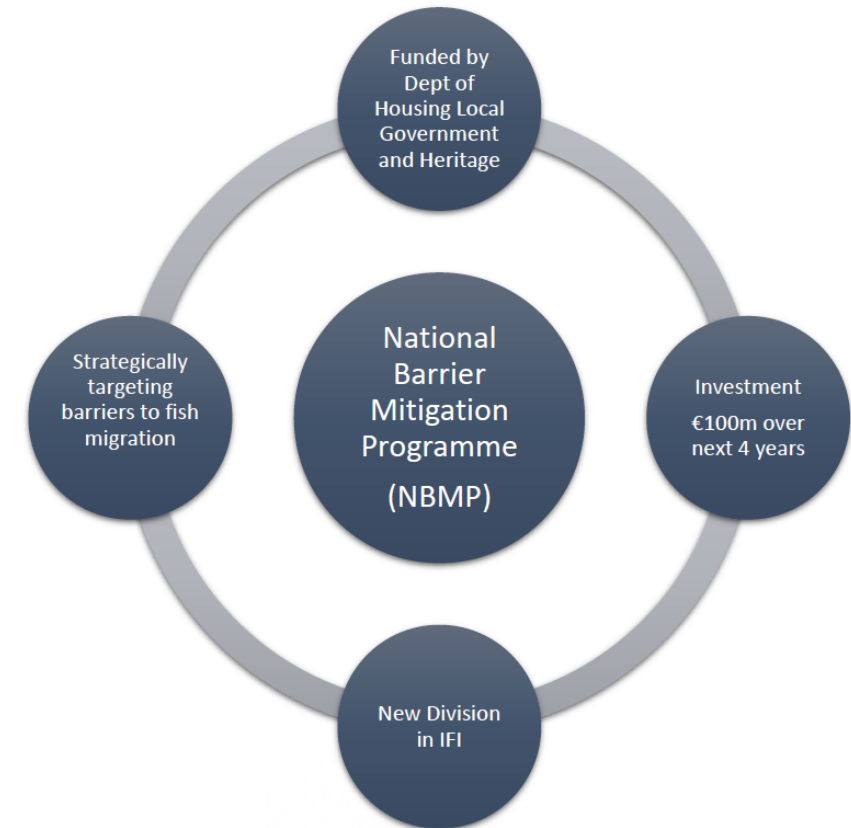 Funded by
Dept of
Housing Local
Government
and Heritage
Strategically
targeting
barriers to fish
migration
National
Barrier
Mitigation
Programme
(NBMP)
Investment
€100m over
next 4 years
New Division
in IFI